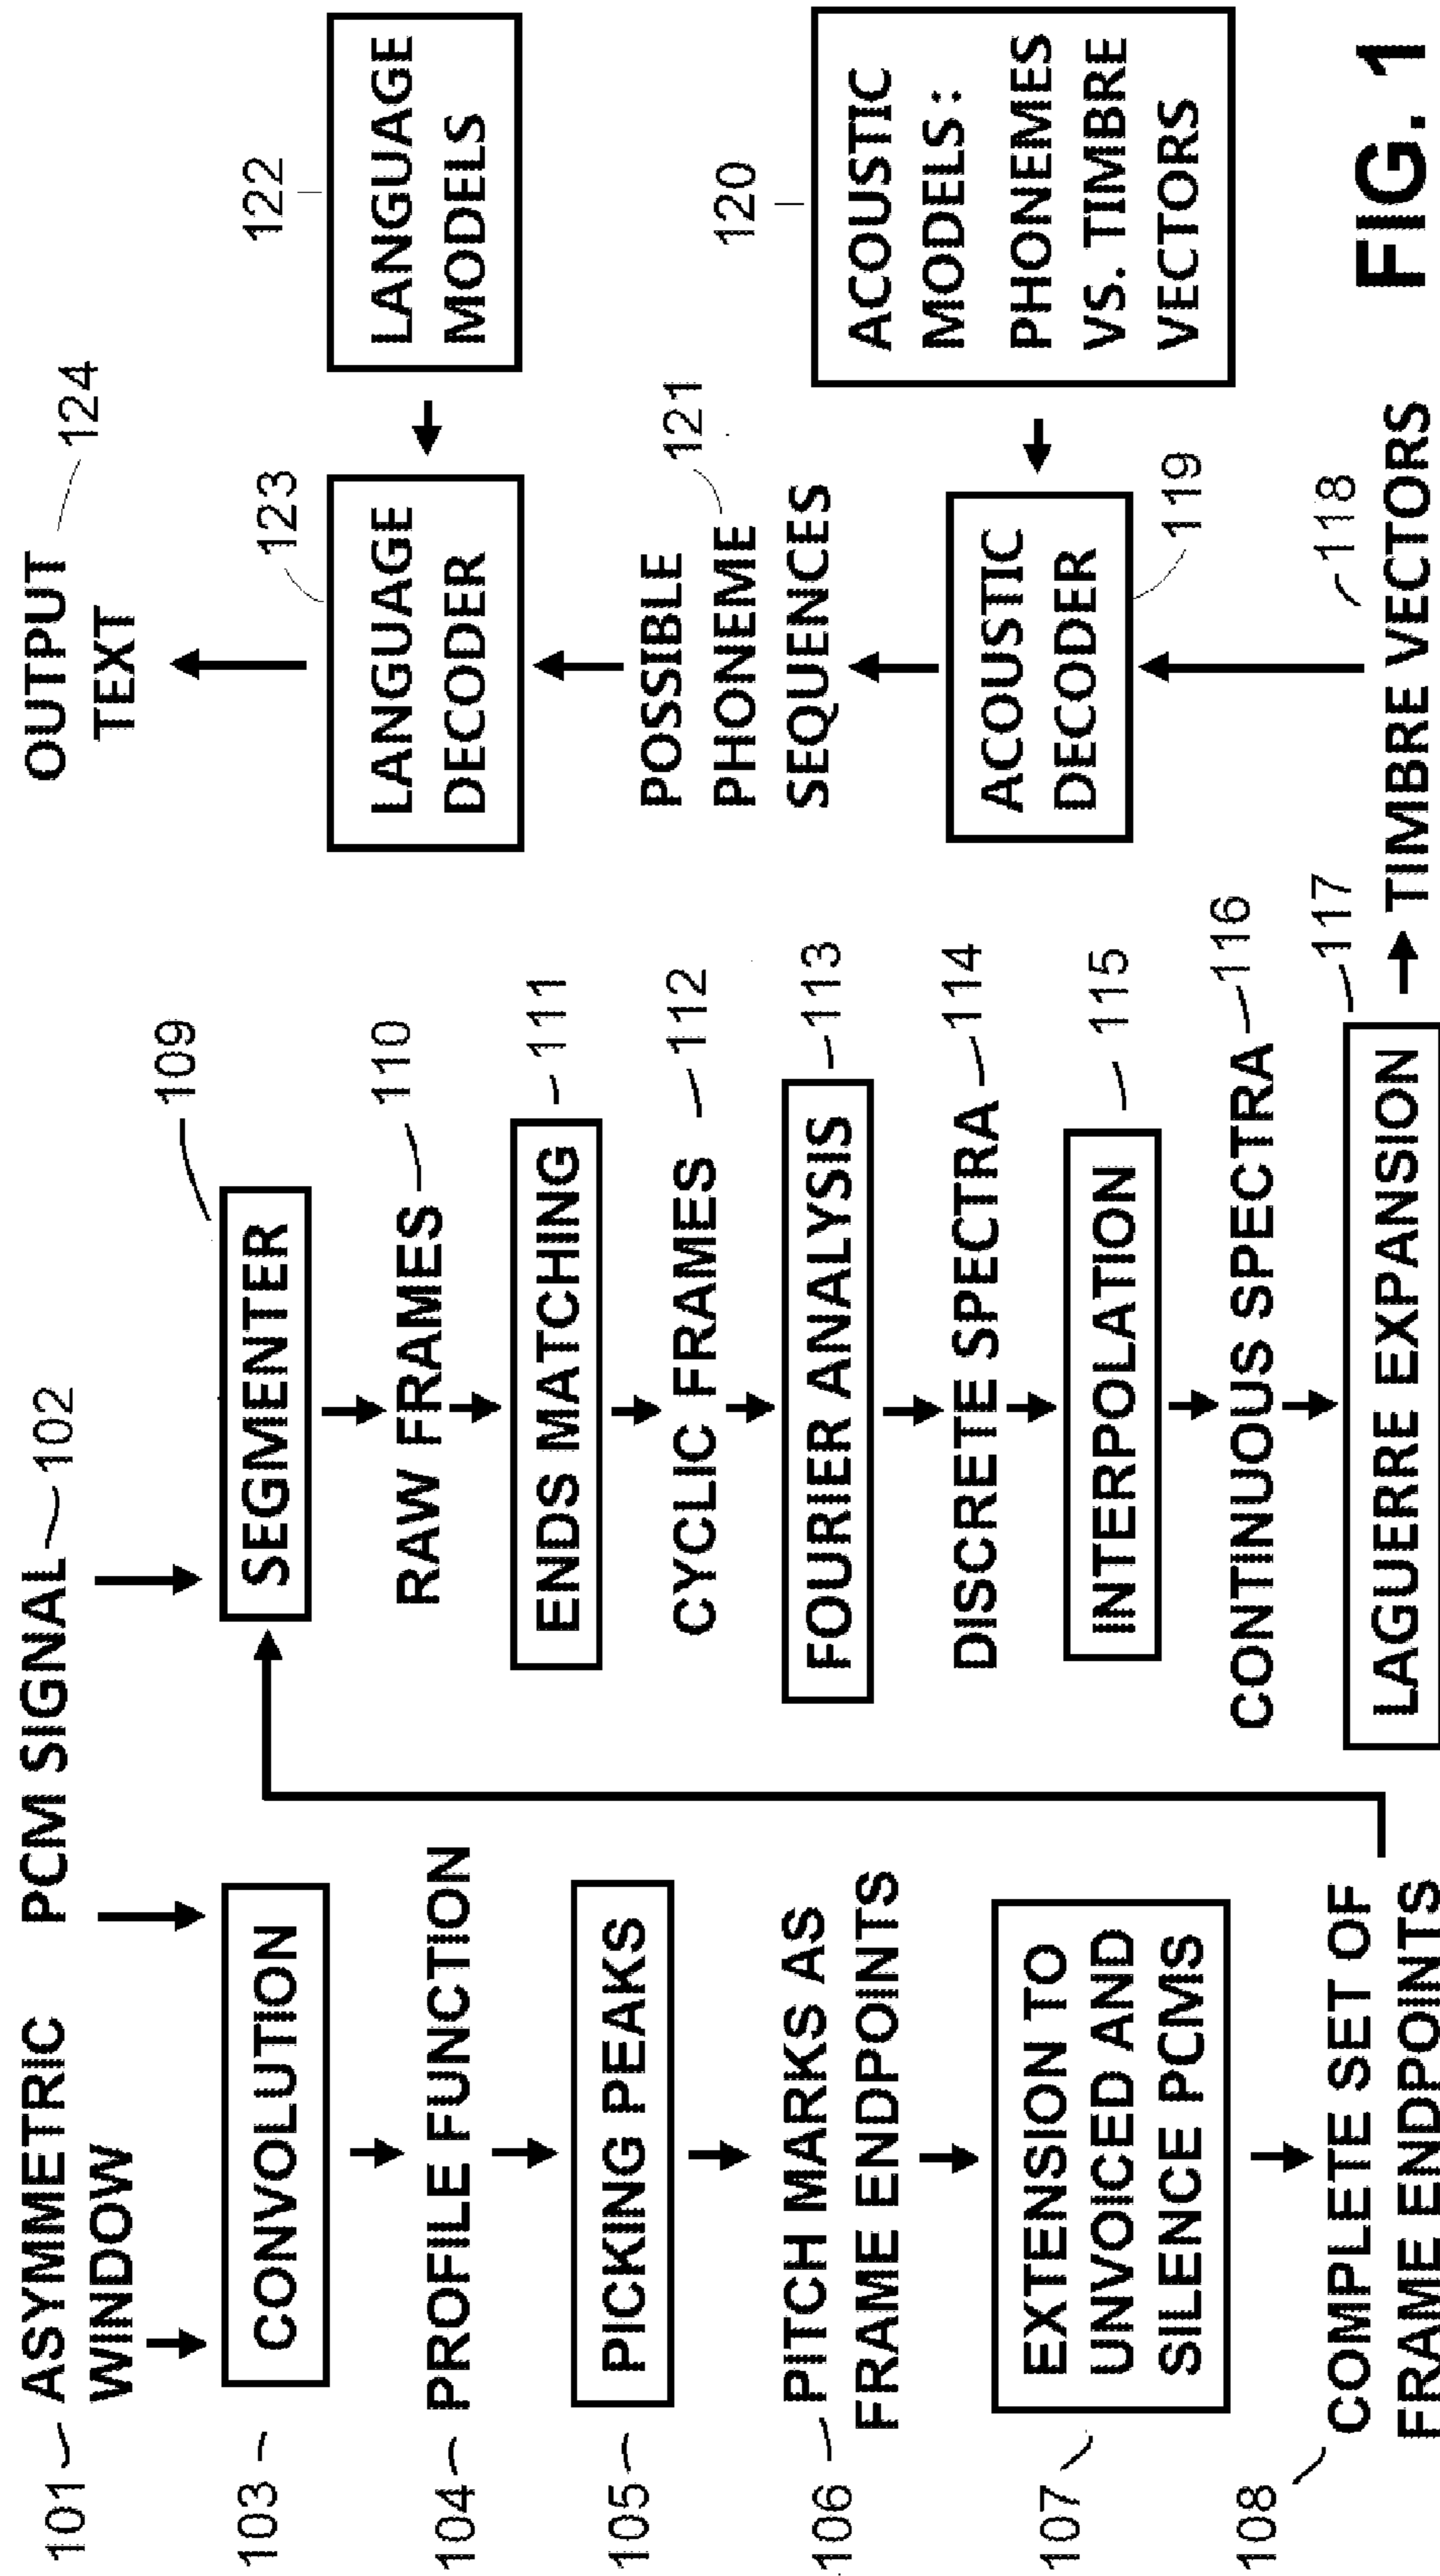 101
ASYMMETRIC
WINDOW
PCM SIGNAL
102
103
CONVOLUTION
104
PROFILE FUNCTION
105
PICKING PEAKS
106
PITCH MARKS AS
FRAME ENDPOINTS
107
EXTENSION TO
UNVOICED AND
SILENCE PCMS
108
COMPLETE SET OF
FRAME ENDPOINTS
109
SEGMENTER
RAW FRAMES
110
ENDS MATCHING
111
CYCLIC FRAMES
112
FOURIER ANALYSIS
113
DISCRETE SPECTRA
114
INTERPOLATION
115
CONTINUOUS SPECTRA
116
LAGUERRE EXPANSION
117
OUTPUT
TEXT
124
123
LANGUAGE
DECODER
122
LANGUAGE
MODELS
POSSIBLE
PHONEME
SEQUENCES
121
ACOUSTIC
DECODER
119
120
ACOUSTIC
MODELS:
PHONEMES
VS. TIMBRE
VECTORS
118
TIMBRE VECTORS
FIG. 1